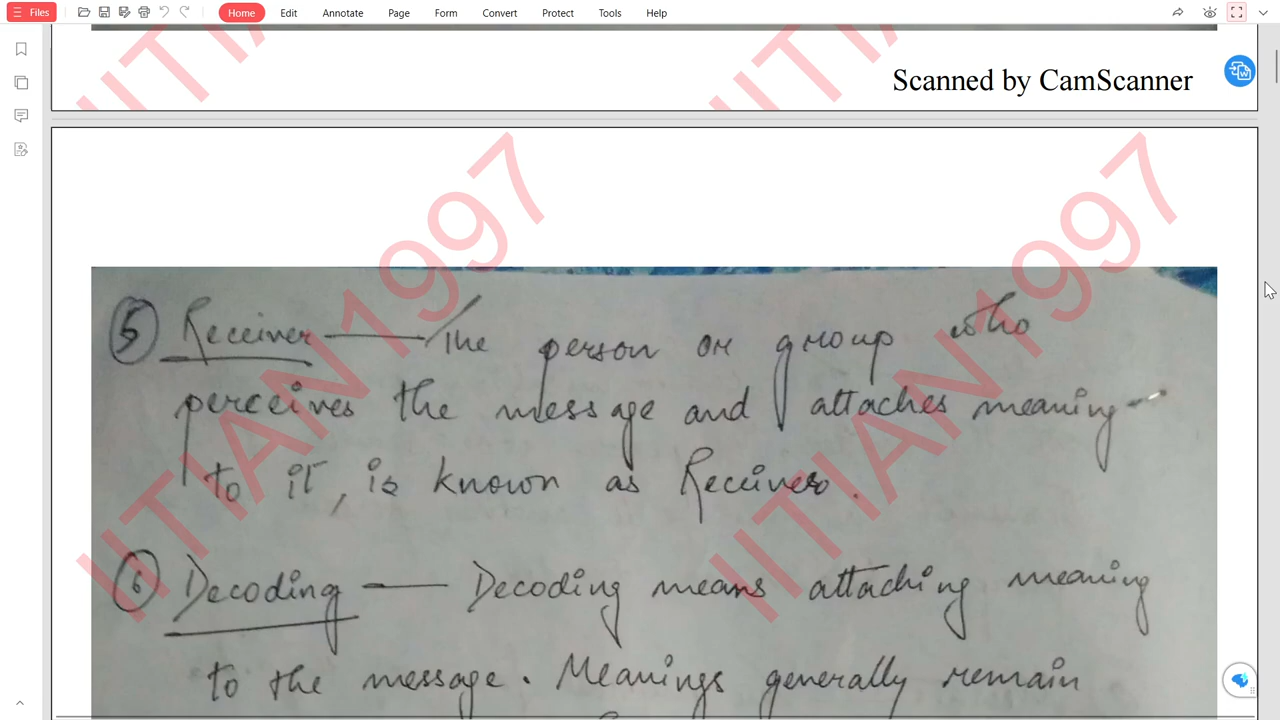 Files
Home Edit Annotate Page Form Convert Protect Tools Help
Scanned by CamScanner
IITIAN1997
IITIAN1997
5 Receiver — The person or group who
perceives the message and attaches meaning
to it, is known as Receiver.
6 Decoding — Decoding means attaching meaning
to the message. Meanings generally remain